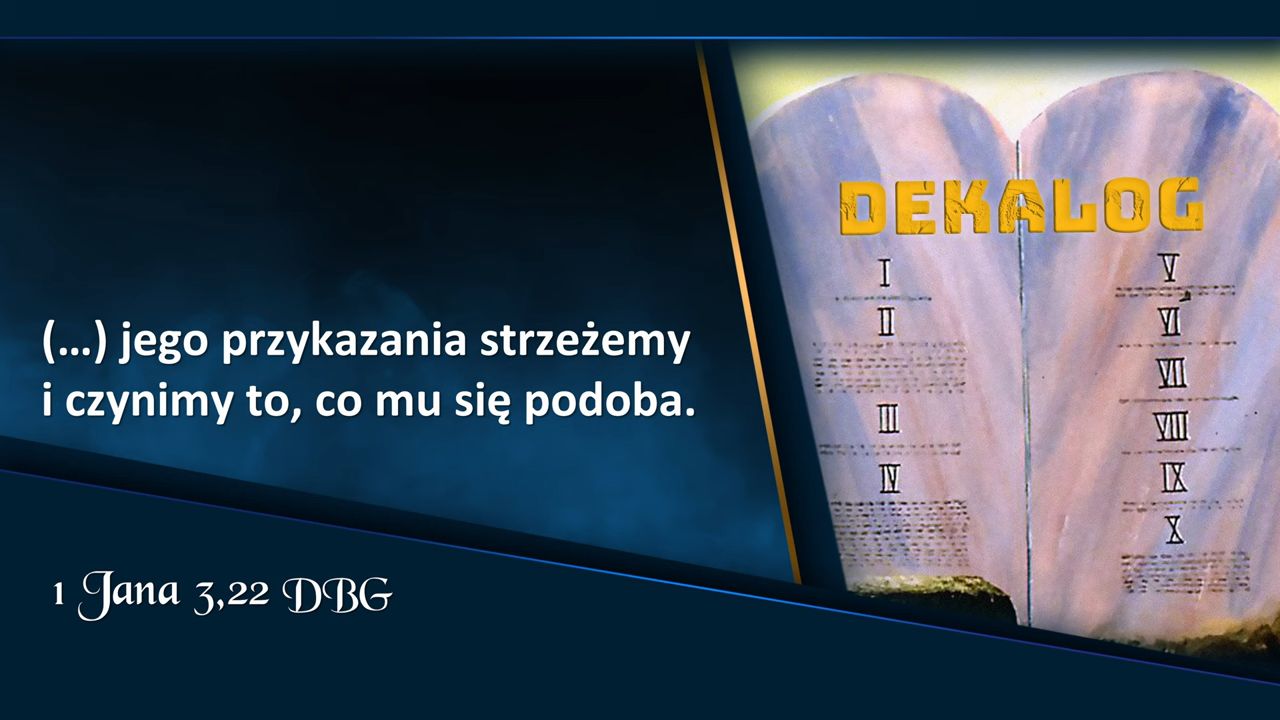 (...) jego przykazania strzeżemy
i czynimy to, co mu się podoba.
1 Jana 3,22 DBG
DEKALOG
I
II
III
IV
V
VI
VII
VIII
IX
X